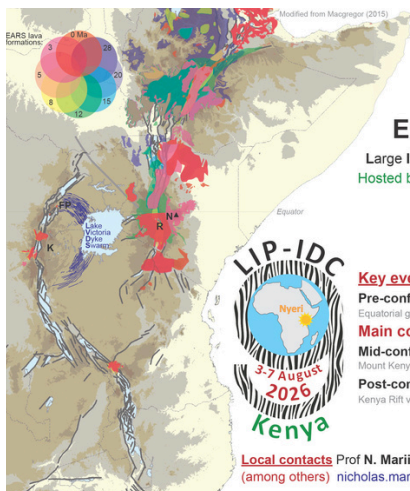 Modified from Macgregor (2015)
EARS lava
formations:
0 Ma
3
28
5
20
8
15
12
E
Large I
Hosted b
FP
N
Equator
Lake
Victoria
Dyke
Swarm
R
K
LIP-IDC
Nyeri
3-7 August
2026
Kenya
Key eve
Pre-conf
Equatorial g
Main co
Mid-conf
Mount Keny
Post-con
Kenya Rift v
Local contacts Prof N. Marii
(among others) nicholas.mar